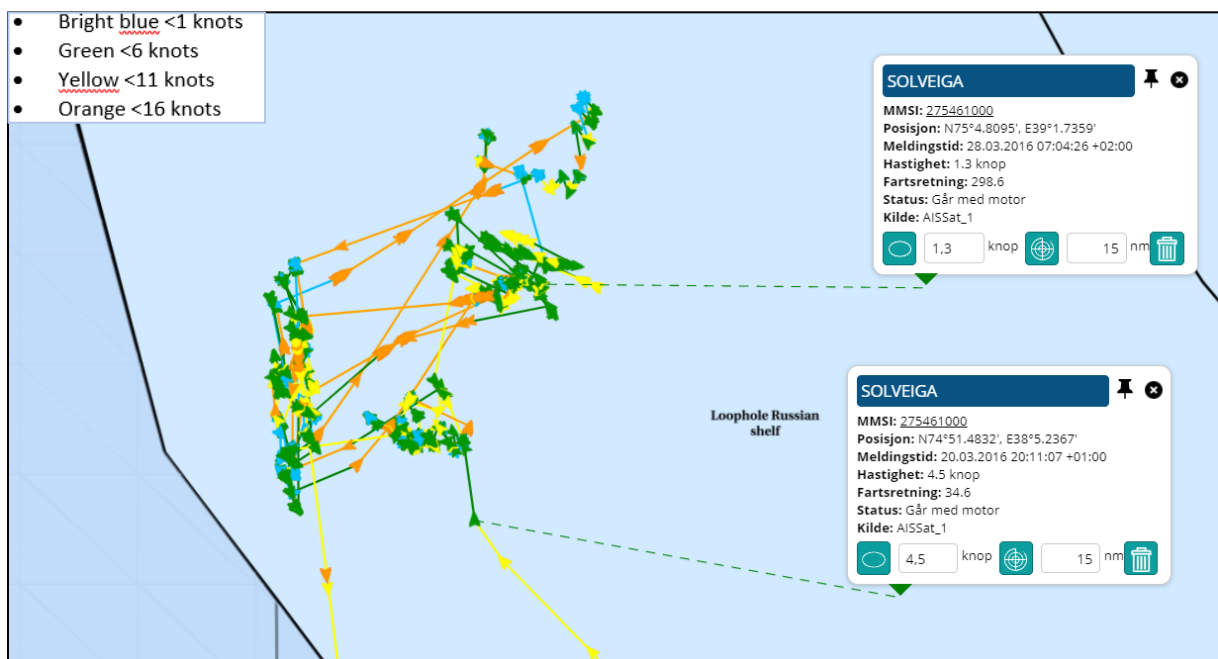 • Bright blue <1 knots
• Green <6 knots
• Yellow <11 knots
• Orange <16 knots
SOLVEIGA
MMSI: 275461000
Posisjon: N75°4.8095', E39°1.7359'
Meldingstid: 28.03.2016 07:04:26 +02:00
Hastighet: 1.3 knop
Fartsretning: 298.6
Status: Går med motor
Kilde: AISSat_1
1,3 knop 15 nm
Loophole Russian
shelf
SOLVEIGA
MMSI: 275461000
Posisjon: N74°51.4832', E38°5.2367'
Meldingstid: 20.03.2016 20:11:07 +01:00
Hastighet: 4.5 knop
Fartsretning: 34.6
Status: Går med motor
Kilde: AISSat_1
4,5 knop 15 nm